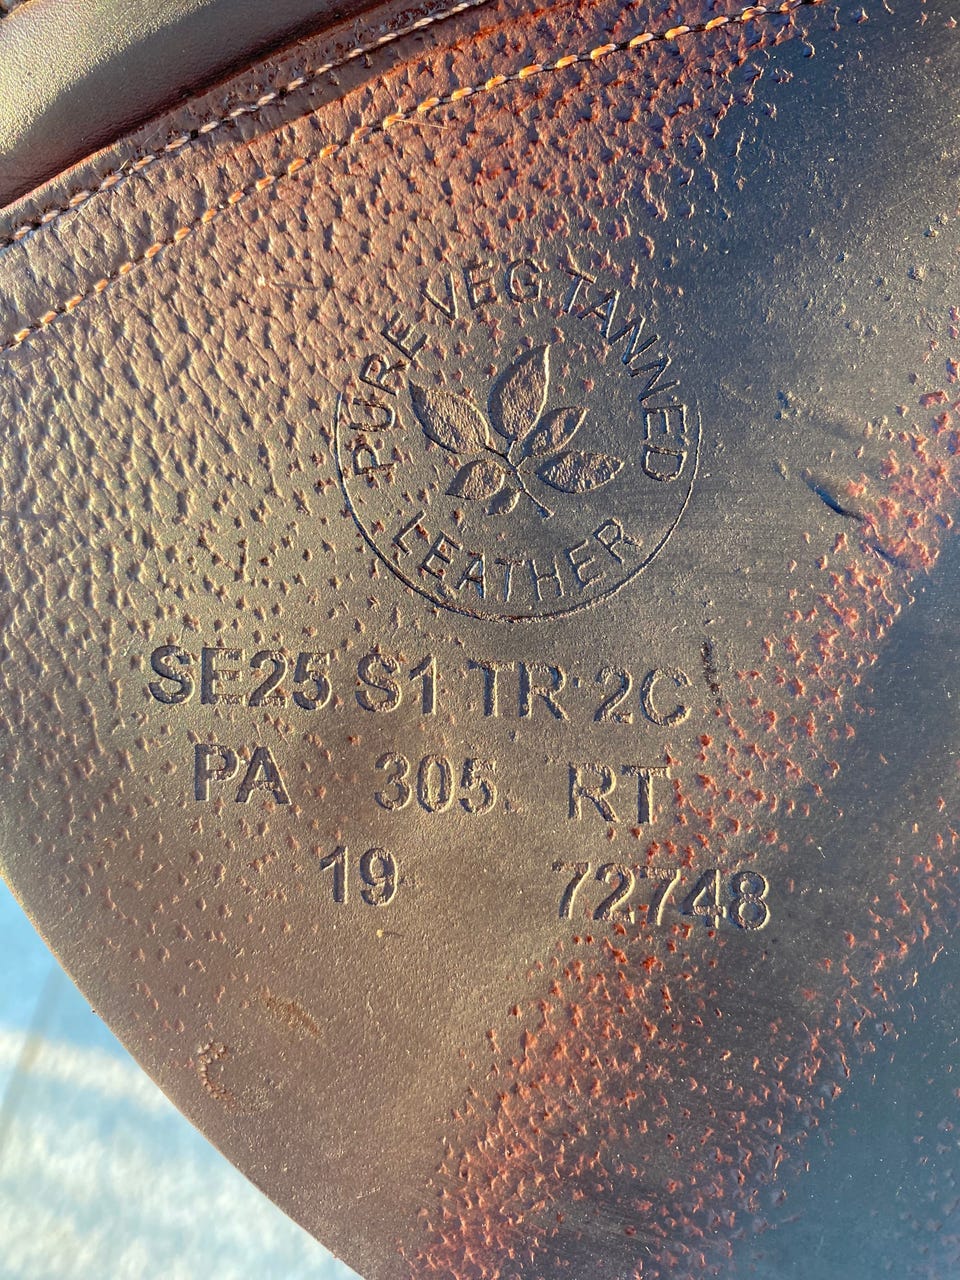 PURE VEG TANNED
LEATHER
SE25 S1 TR 2C
PA 305 RT
19 72748